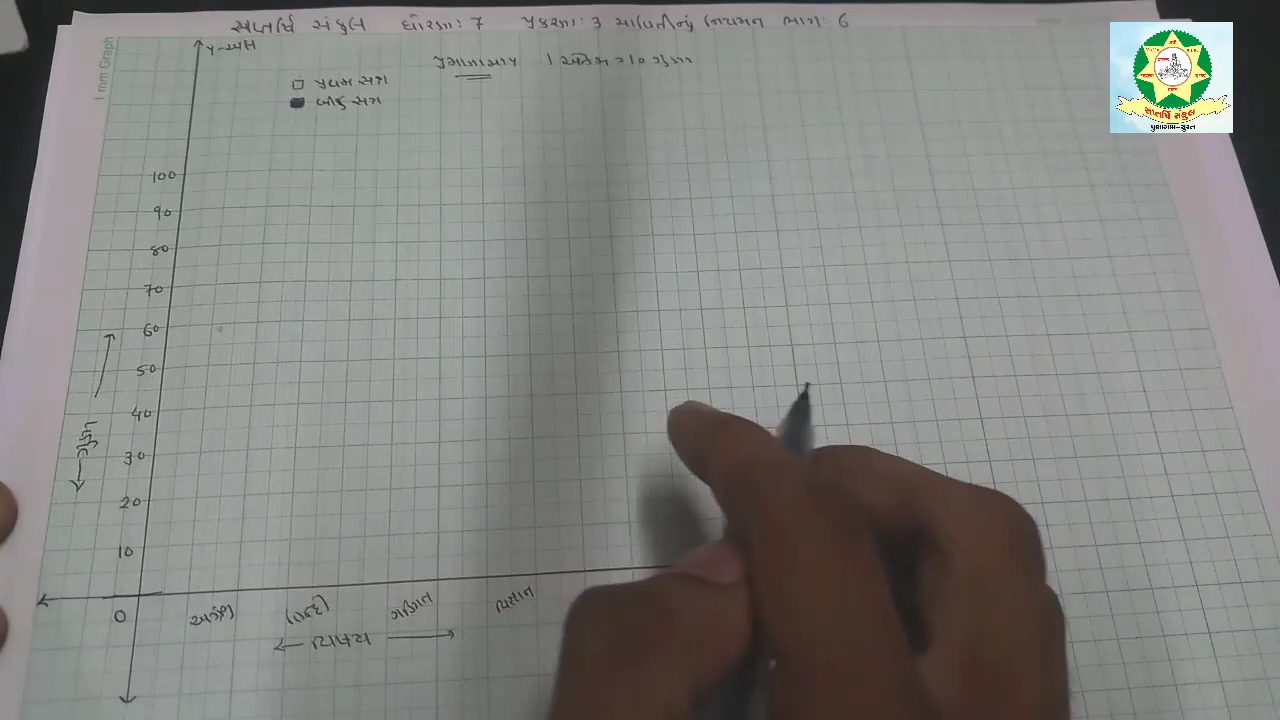 સપ્તર્ષિ સંકુલ ધોરણ: 7 પ્રકરણ: 3 માહિતીનું નિયમન ભાગ: 6
1 mm Graph
Y-અક્ષ
પ્રમાણમાપ 1 એકમ = 10 ગુણ
પ્રથમ સત્ર
બીજુ સત્ર
100
90
80
70
60
50
40
30
20
10
0
ગુણ
અંગ્રેજી હિન્દી ગણિત વિજ્ઞાન
વિષય
સપ્તર્ષિ સંકુલ
પુણાગામ-સુરત